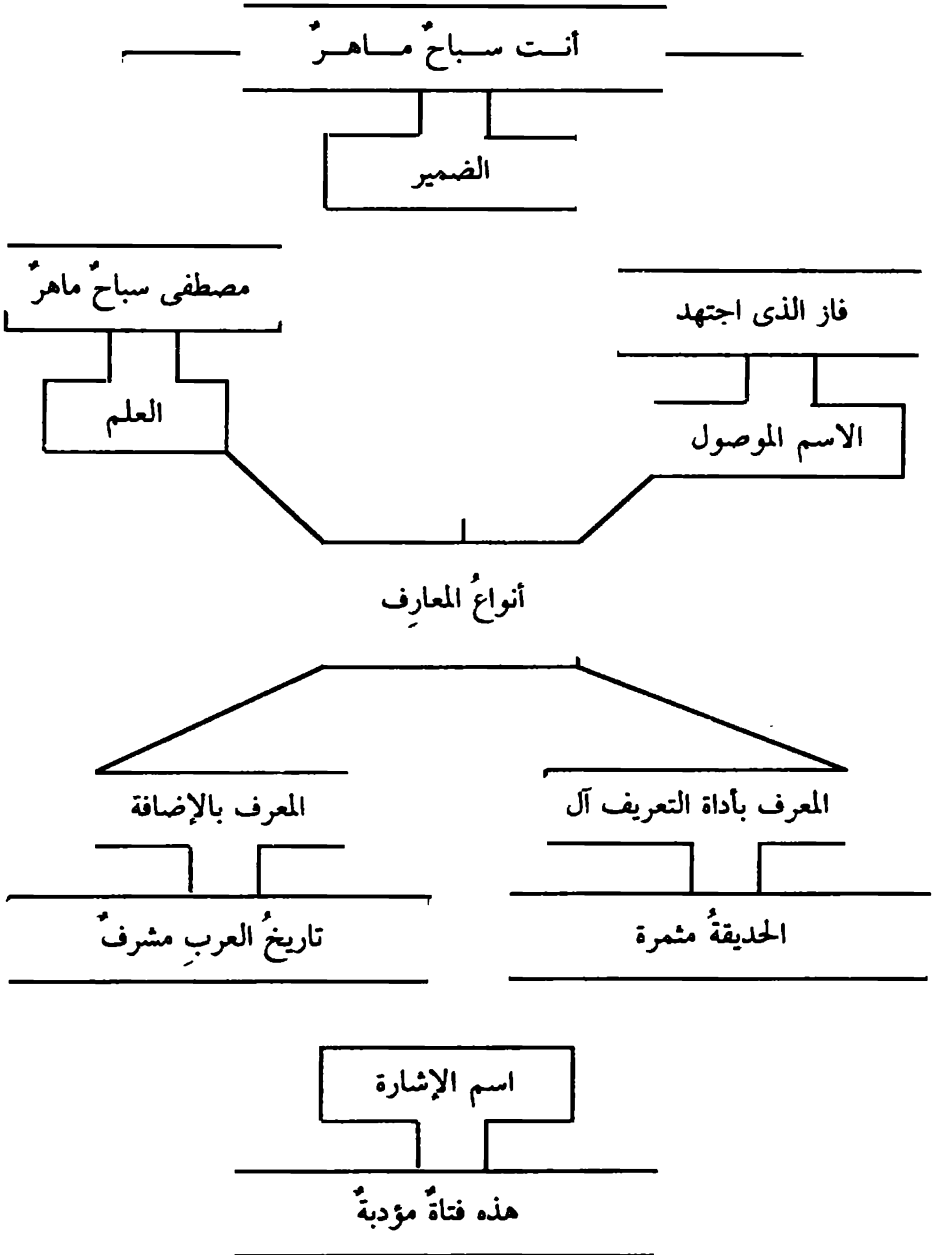 أنت سباحٌ ماهرٌ
الضمير
فاز الذى اجتهد
مصطفى سباحٌ ماهرٌ
الاسم الموصول
العلم
أنواعُ المعارِف
المعرف بأداة التعريف آل
المعرف بالإضافة
الحديقةُ مثمرة
تاريخُ العربِ مشرفٌ
اسم الإشارة
هذه فتاةٌ مؤدبةٌ